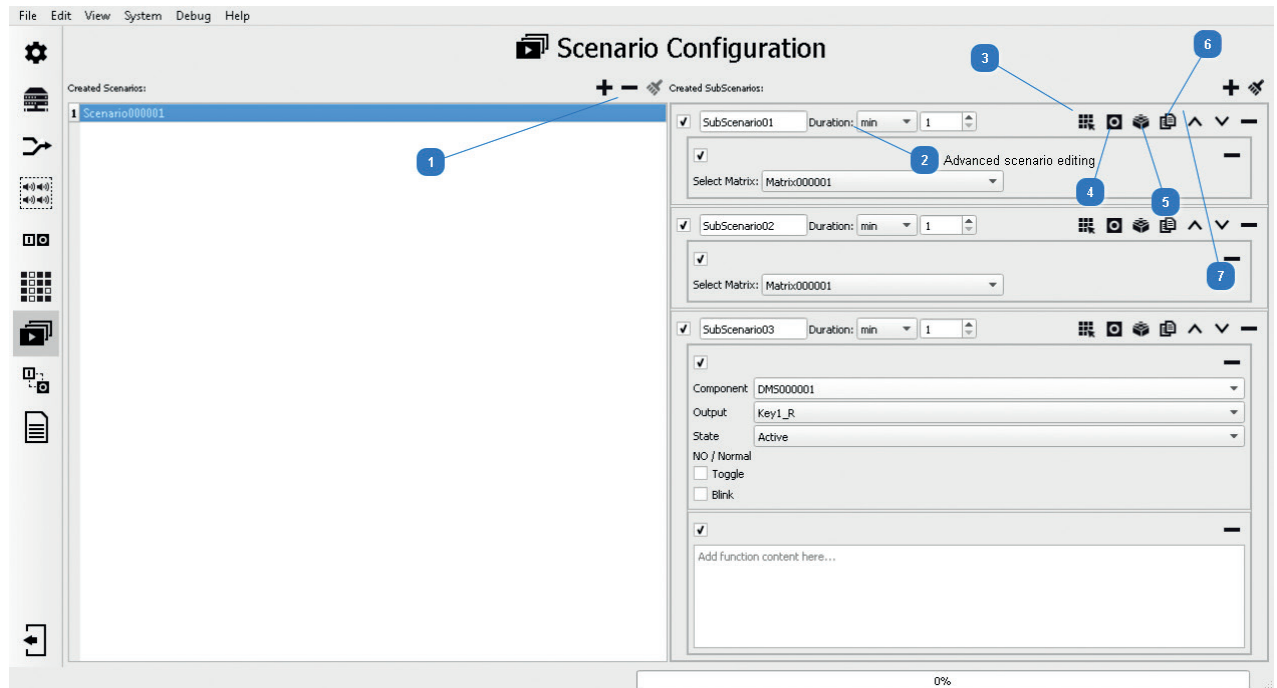 File Edit View System Debug Help
Scenario Configuration
6
3
Created Scenarios:
Created SubScenarios:
1 Scenario000001
SubScenario01 Duration: min 1
1
2 Advanced scenario editing
Select Matrix: Matrix000001
4
5
SubScenario02 Duration: min 1
7
Select Matrix: Matrix000001
SubScenario03 Duration: min 1
Component DMS000001
Output Key1_R
State Active
NO / Normal
Toggle
Blink
Add function content here...
0%